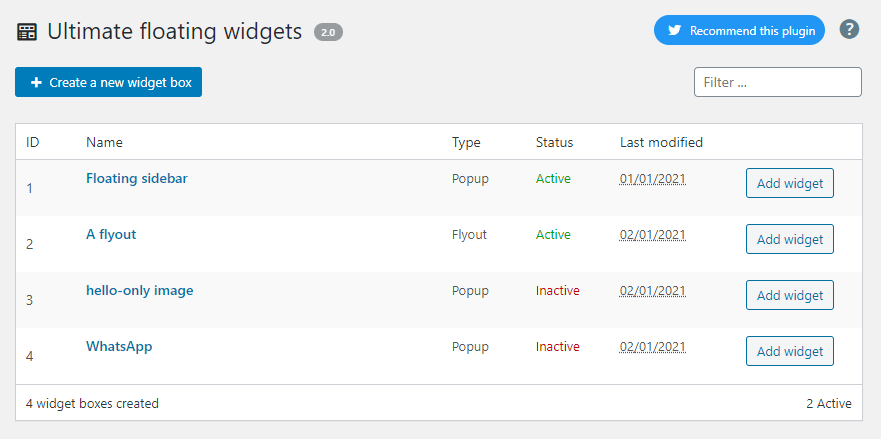 Ultimate floating widgets 2.0
Recommend this plugin ?
+ Create a new widget box
Filter ...
ID Name Type Status Last modified
1 Floating sidebar Popup Active 01/01/2021 Add widget
2 A flyout Flyout Active 02/01/2021 Add widget
3 hello-only image Popup Inactive 02/01/2021 Add widget
4 WhatsApp Popup Inactive 02/01/2021 Add widget
4 widget boxes created 2 Active